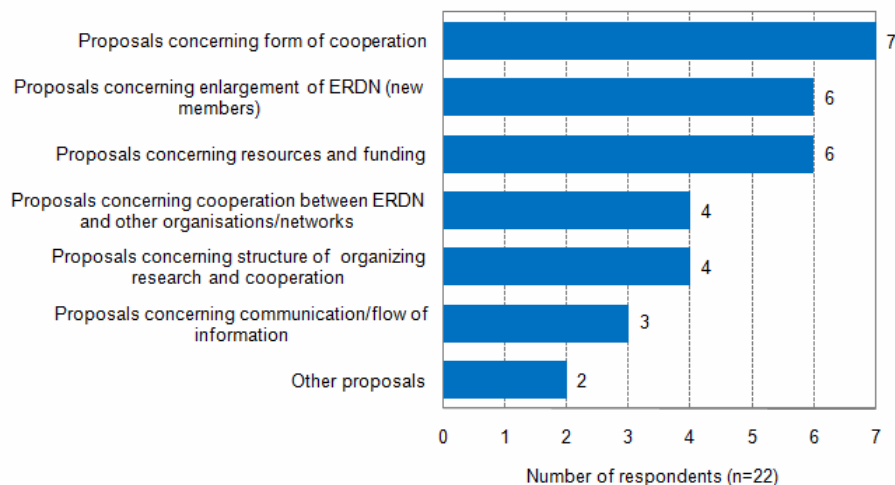 Proposals concerning form of cooperation
7
Proposals concerning enlargement of ERDN (new
members)
6
Proposals concerning resources and funding
6
Proposals concerning cooperation between ERDN
and other organisations/networks
4
Proposals concerning structure of organizing
research and cooperation
4
Proposals concerning communication/flow of
information
3
Other proposals
2
0 1 2 3 4 5 6 7
Number of respondents (n=22)